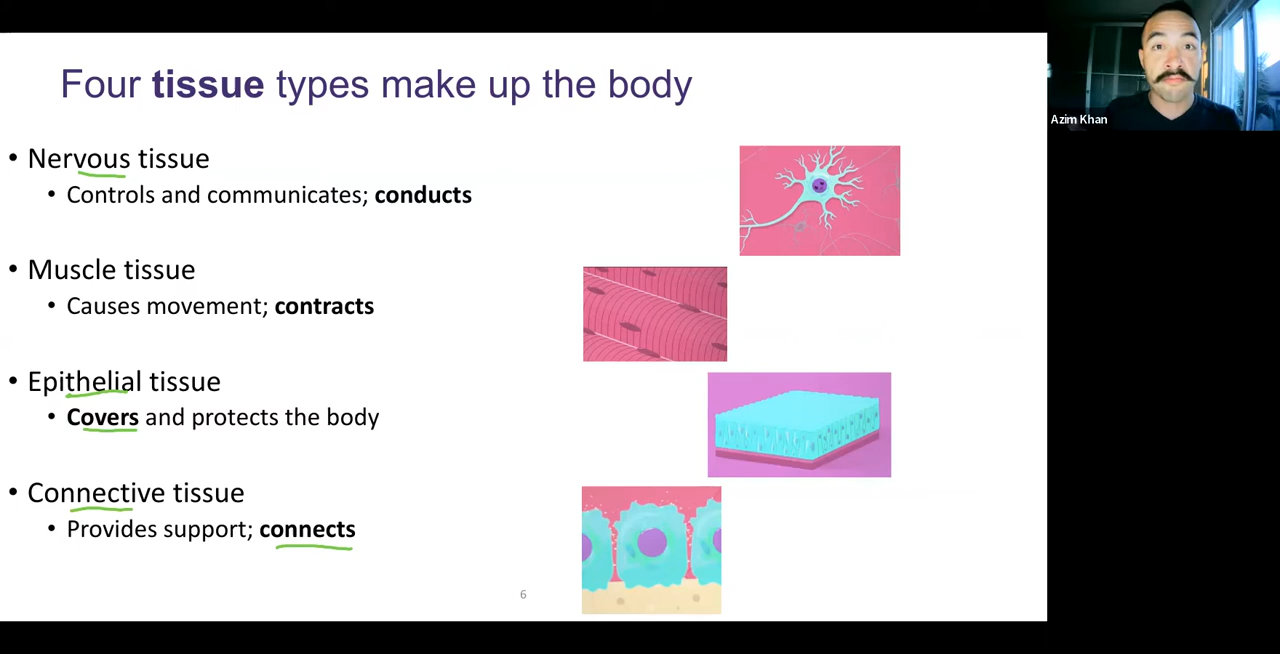 Four tissue types make up the body
Azim Khan
• Nervous tissue
• Controls and communicates; conducts
• Muscle tissue
• Causes movement; contracts
• Epithelial tissue
• Covers and protects the body
• Connective tissue
• Provides support; connects
6